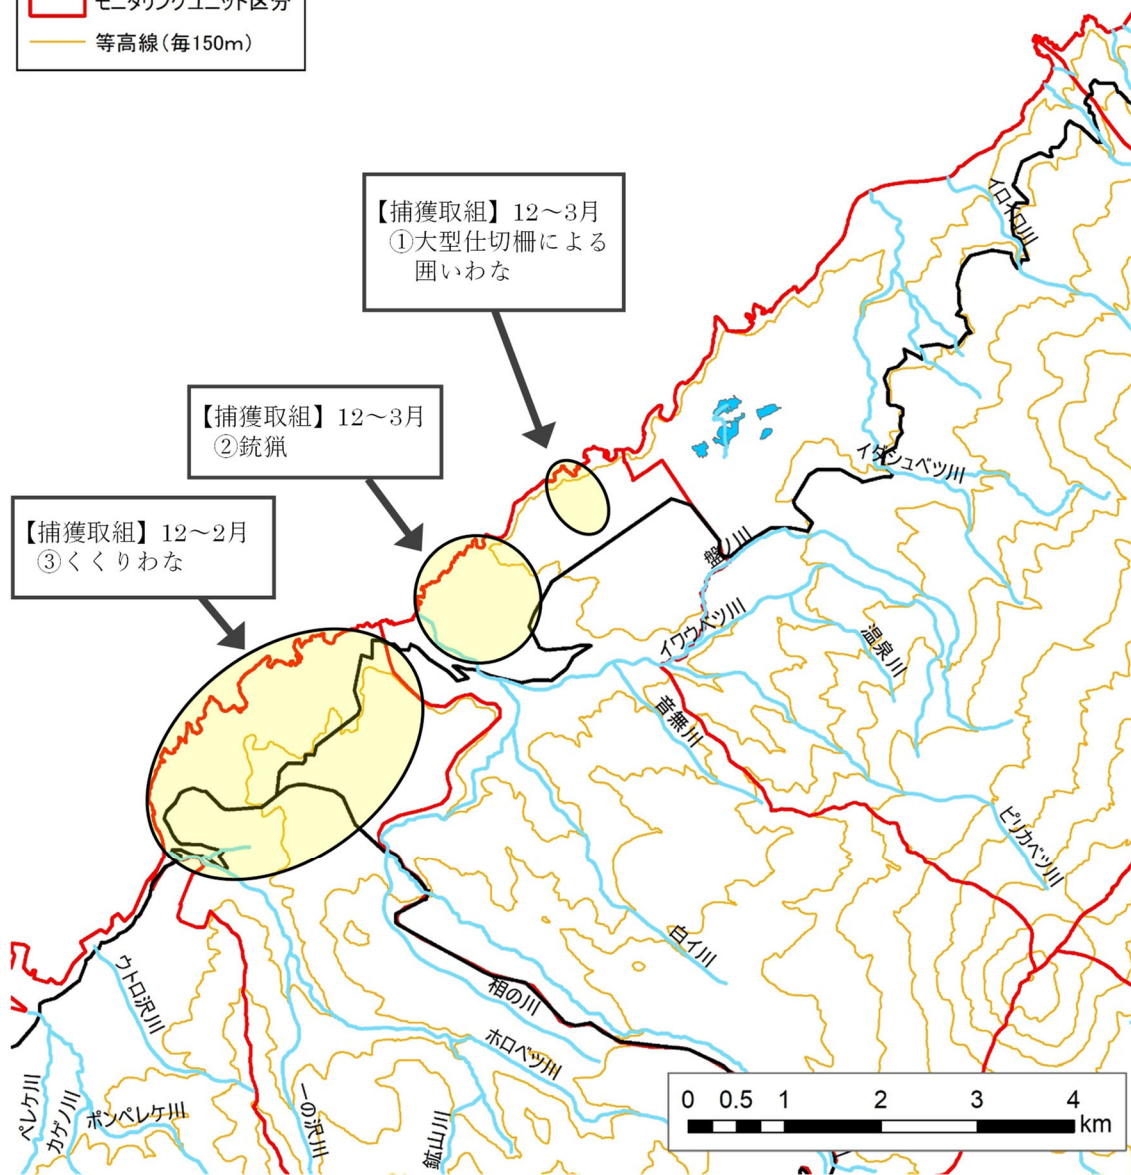 モニタリングユニット区分
等高線(毎150m)
【捕獲取組】12～3月
①大型仕切柵による
囲いわな
【捕獲取組】12～3月
②銃猟
【捕獲取組】12～2月
③くくりわな
イロイロ川
イダシュベツ川
盤ノ川
イワウベツ川
温泉川
音無川
ピリカベツ川
白イ川
相の川
ホロベツ川
ウトロ沢川
ペレケ川
カゲノ川
ポンペレケ川
一の沢川
鉱山川
0 0.5 1 2 3 4
km